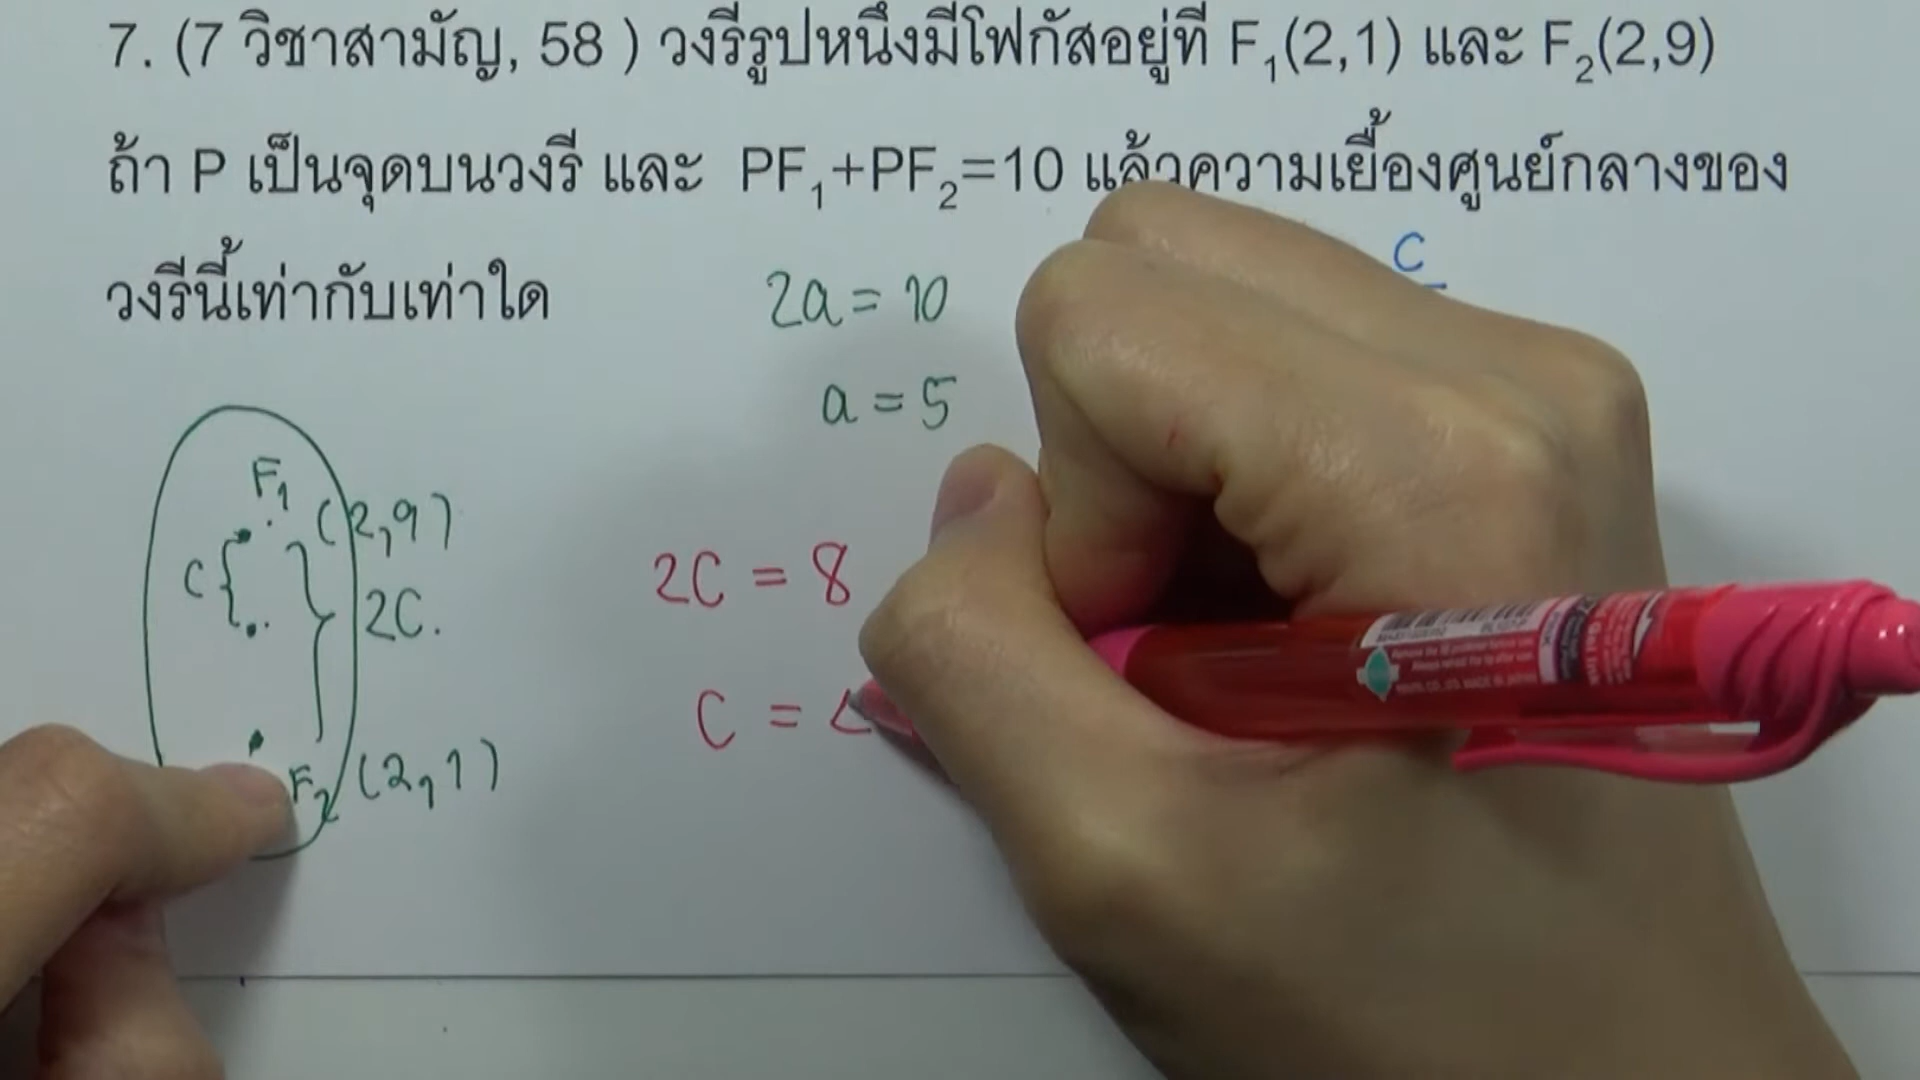 7. (7 วิชาสามัญ, 58 ) วงรีรูปหนึ่งมีโฟกัสอยู่ที่ F₁(2,1) และ F₂(2,9)
ถ้า P เป็นจุดบนวงรี และ PF₁+PF₂=10 แล้วความเยื้องศูนย์กลางของ
วงรีนี้เท่ากับเท่าใด
C
2a = 10
a = 5
F₁
(2,9)
C
2C.
2C = 8
C =
F₂ (2,1)